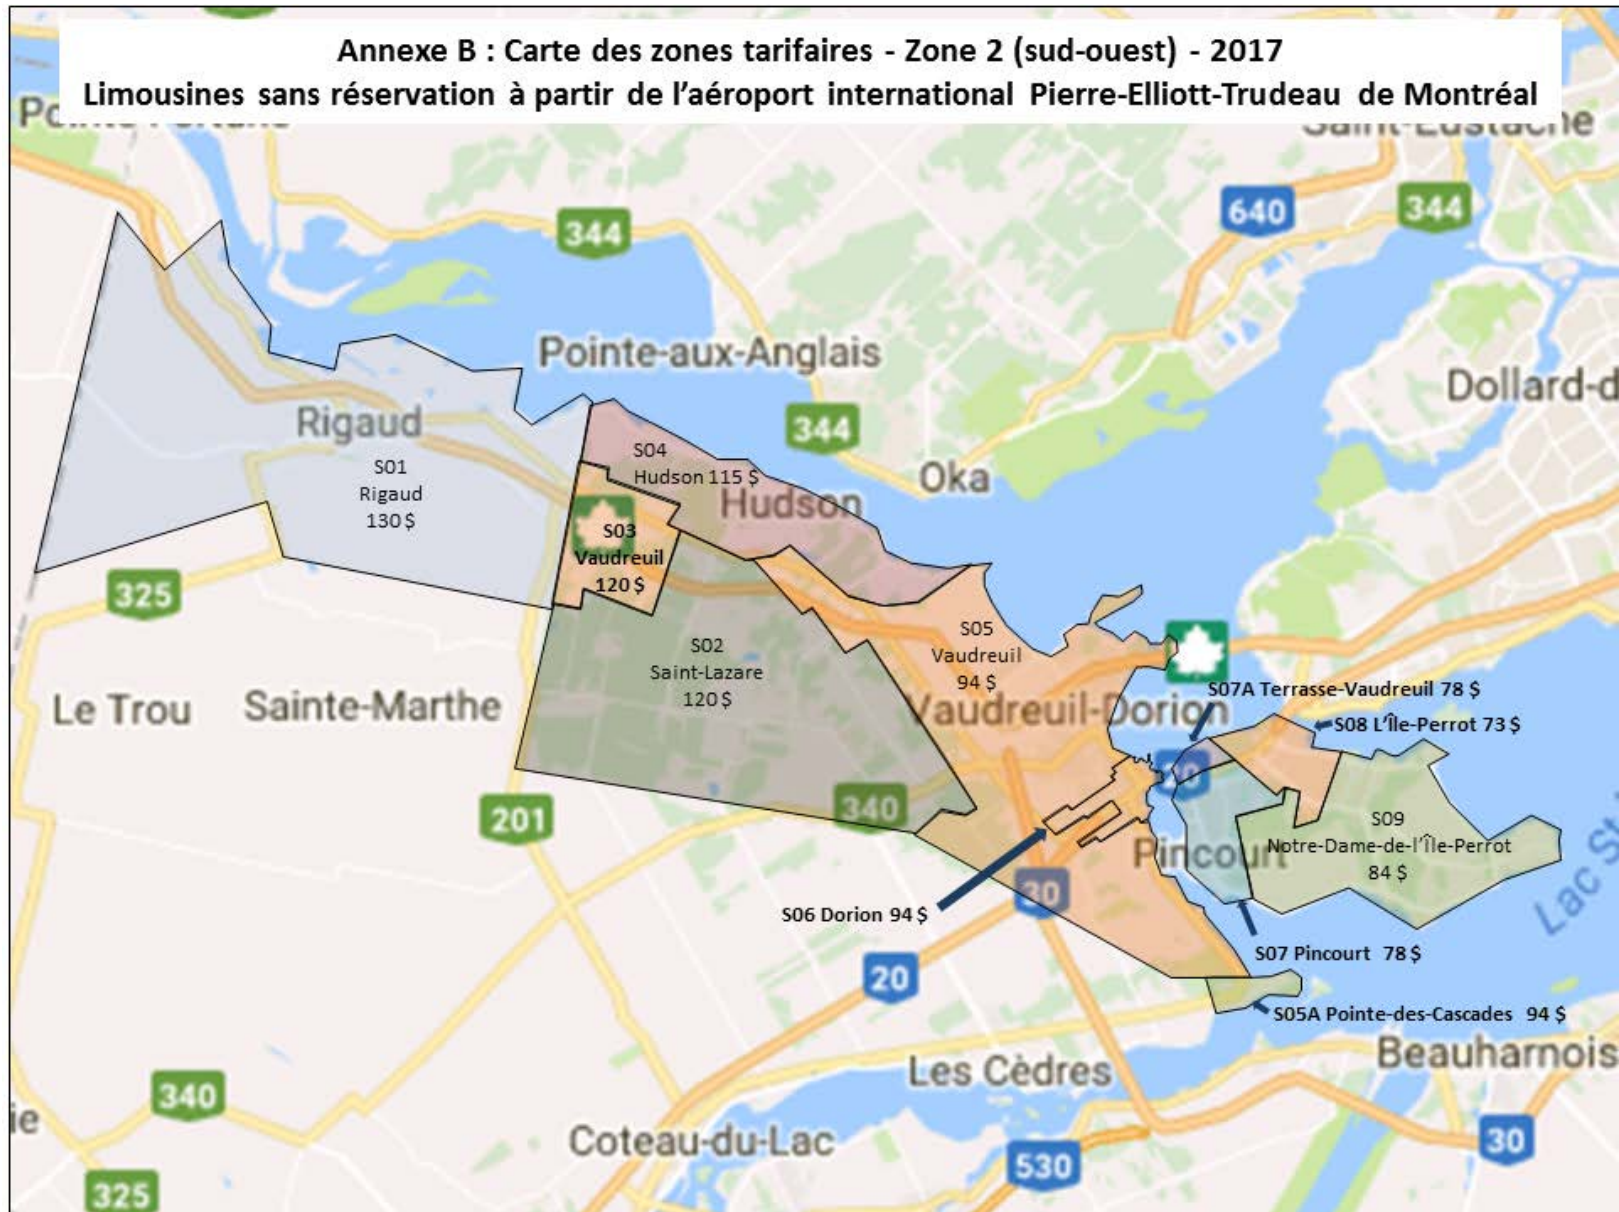 Annexe B : Carte des zones tarifaires - Zone 2 (sud-ouest) - 2017
Limousines sans réservation à partir de l'aéroport international Pierre-Elliott-Trudeau de Montréal
Saint-Eustache
640
344
344
Pointe-aux-Anglais
Dollard-d
344
Rigaud
S01
Rigaud
130 $
S04
Hudson 115 $
Hudson
Oka
S03
Vaudreuil
120 $
325
S02
Saint-Lazare
120 $
S05
Vaudreuil
94 $
Vaudreuil-Dorion
Le Trou
Sainte-Marthe
S07A Terrasse-Vaudreuil 78 $
S08 L'Île-Perrot 73 $
20
340
201
S09
Notre-Dame-de-l'Île-Perrot
84 $
Pincourt
30
S06 Dorion 94 $
Lac S
S07 Pincourt 78 $
20
S05A Pointe-des-Cascades 94 $
Les Cèdres
Beauharnois
340
ie
Coteau-du-Lac
530
30
325